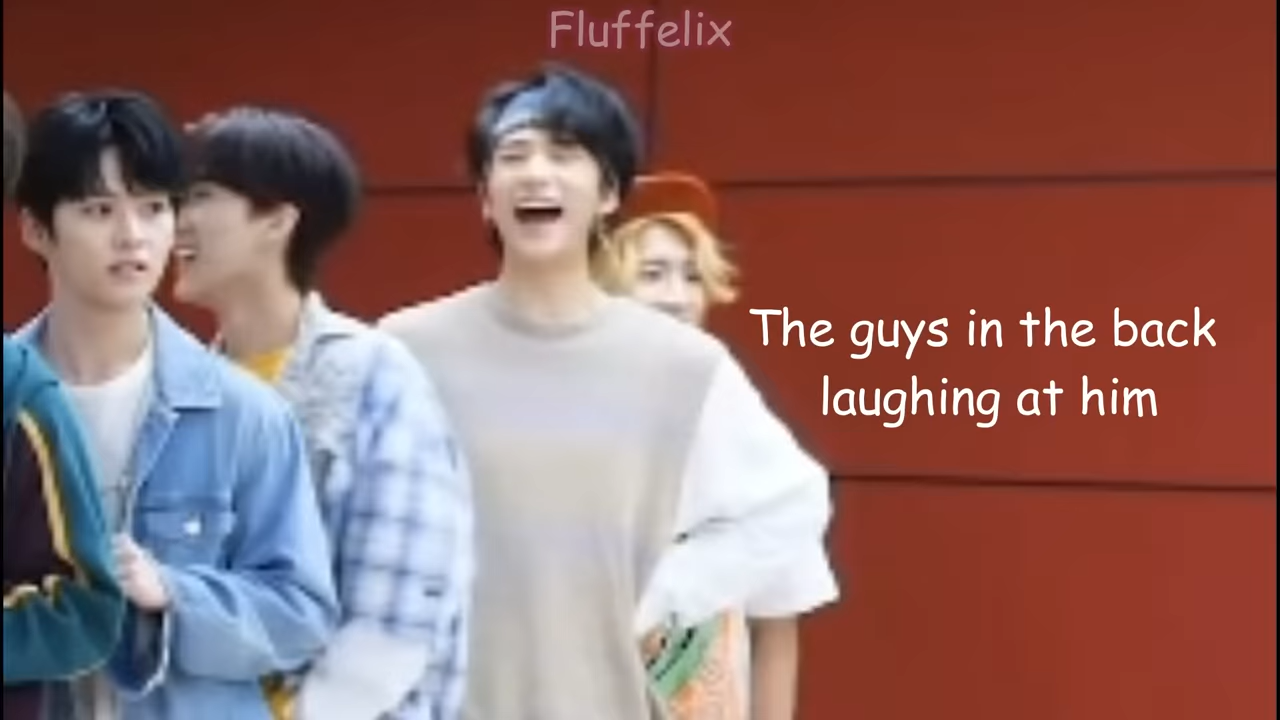 Fluffelix
The guys in the back
laughing at him